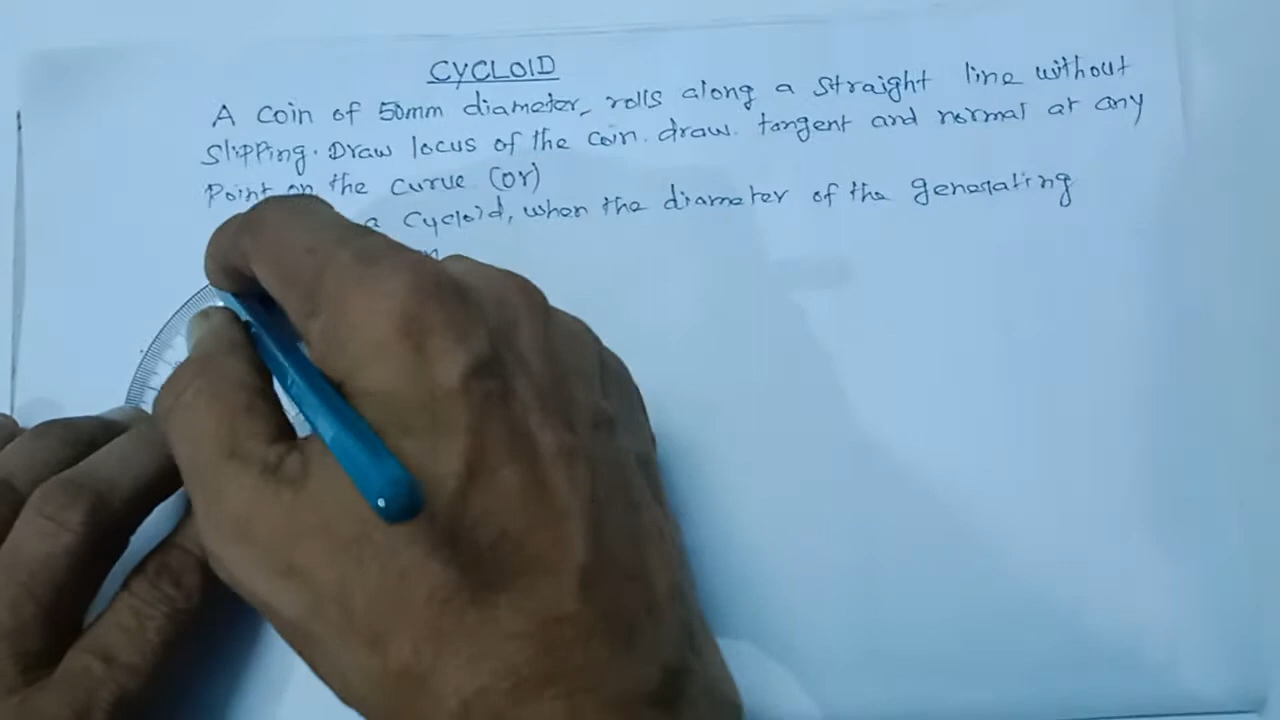 CYCLOID
A coin of 50mm diameter, rolls along a straight line without
slipping. Draw locus of the coin. draw. tangent and normal at any
Point on the curve (or)
a Cycloid, when the diameter of the generating